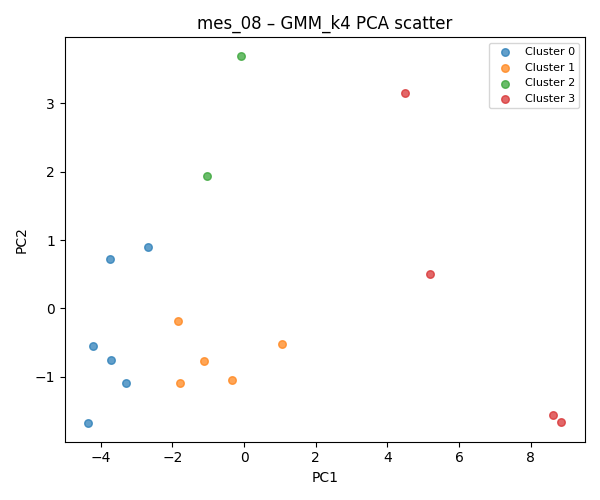 mes_08 – GMM_k4 PCA scatter
Cluster 0
Cluster 1
Cluster 2
Cluster 3
PC2
3
2
1
0
−1
−4
−2
0
2
4
6
8
PC1